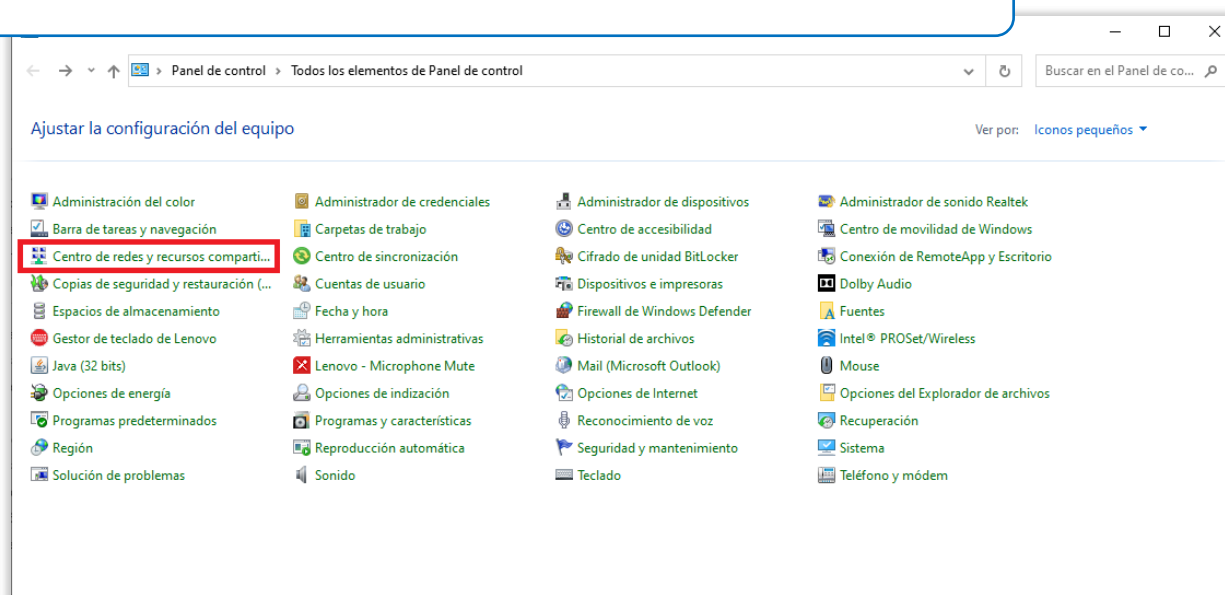 Panel de control > Todos los elementos de Panel de control
Buscar en el Panel de co...
Ajustar la configuración del equipo
Ver por: Iconos pequeños
Administración del color
Administrador de credenciales
Administrador de dispositivos
Administrador de sonido Realtek
Barra de tareas y navegación
Carpetas de trabajo
Centro de accesibilidad
Centro de movilidad de Windows
Centro de redes y recursos comparti...
Centro de sincronización
Cifrado de unidad BitLocker
Conexión de RemoteApp y Escritorio
Copias de seguridad y restauración (...
Cuentas de usuario
Dispositivos e impresoras
Dolby Audio
Espacios de almacenamiento
Fecha y hora
Firewall de Windows Defender
Fuentes
Gestor de teclado de Lenovo
Herramientas administrativas
Historial de archivos
Intel® PROSet/Wireless
Java (32 bits)
Lenovo - Microphone Mute
Mail (Microsoft Outlook)
Mouse
Opciones de energía
Opciones de indización
Opciones de Internet
Opciones del Explorador de archivos
Programas predeterminados
Programas y características
Reconocimiento de voz
Recuperación
Región
Reproducción automática
Seguridad y mantenimiento
Sistema
Solución de problemas
Sonido
Teclado
Teléfono y módem